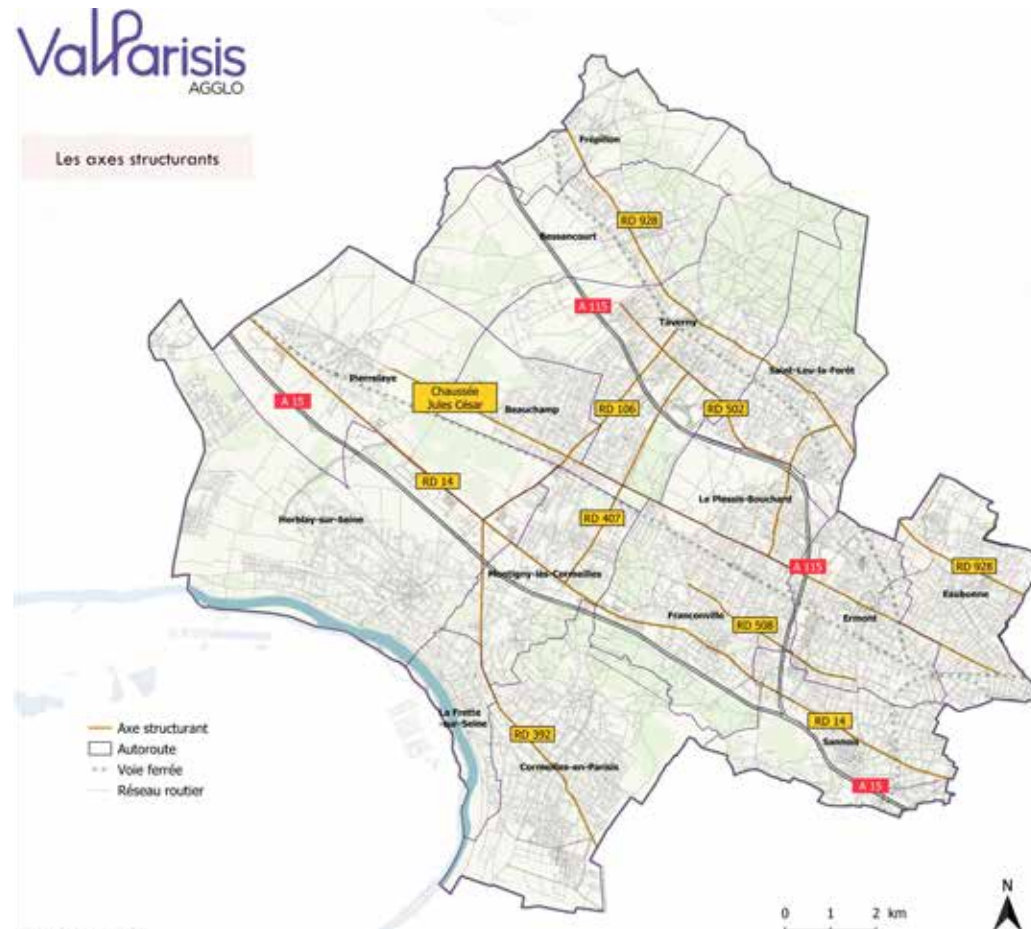 ValParisis
AGGLO
Les axes structurants
Frépillon
RD 928
Bessancourt
A 115
Taverny
Saint-Leu-la-Forêt
Pierrelaye
Chaussée
Jules César
A 15
Beauchamp
RD 106
RD 502
RD 14
Le Plessis-Bouchard
Herblay-sur-Seine
RD 407
Montigny-lès-Cormeilles
A 115
RD 928
Eaubonne
Franconville
Ermont
RD 508
La Frette
-sur-Seine
RD 14
RD 392
Sannois
Cormeilles-en-Parisis
A 15
Axe structurant
Autoroute
Voie ferrée
Réseau routier
N
0 1 2 km